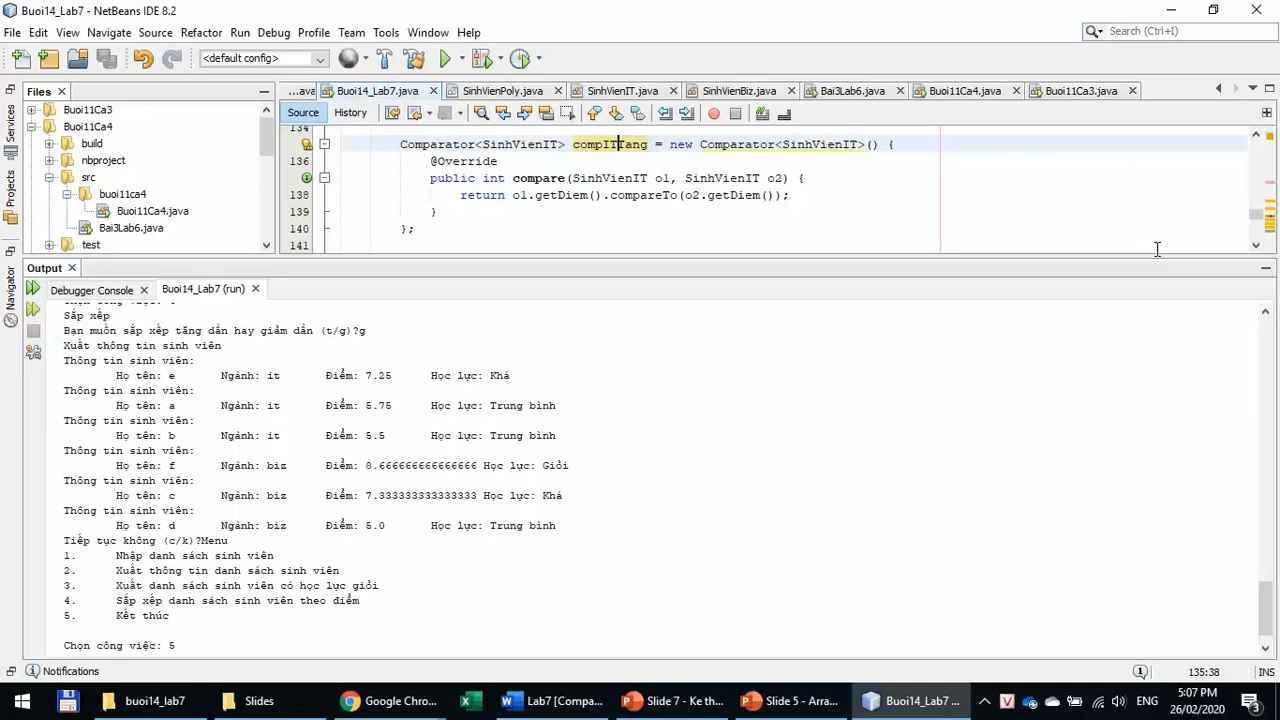 Buoi14_Lab7 - NetBeans IDE 8.2
File Edit View Navigate Source Refactor Run Debug Profile Team Tools Window Help
Search (Ctrl+I)
<default config>
Files
...ava Buoi14_Lab7.java SinhVienPoly.java SinhVienIT.java SinhVienBiz.java Bai3Lab6.java Buoi11Ca4.java Buoi11Ca3.java
Services
Projects
Navigator
Buoi11Ca3
Buoi11Ca4
build
nbproject
src
buoi11ca4
Buoi11Ca4.java
Bai3Lab6.java
test
Source History
134
Comparator<SinhVienIT> compITTang = new Comparator<SinhVienIT>() {
136 @Override
public int compare(SinhVienIT o1, SinhVienIT o2) {
138 return o1.getDiem().compareTo(o2.getDiem());
139 }
140 };
141
Output
Debugger Console Buoi14_Lab7 (run)
Sắp xếp
Bạn muốn sắp xếp tăng dần hay giảm dần (t/g)?g
Xuất thông tin sinh viên
Thông tin sinh viên:
Họ tên: e Ngành: it Điểm: 7.25 Học lực: Khá
Thông tin sinh viên:
Họ tên: a Ngành: it Điểm: 5.75 Học lực: Trung bình
Thông tin sinh viên:
Họ tên: b Ngành: it Điểm: 5.5 Học lực: Trung bình
Thông tin sinh viên:
Họ tên: f Ngành: biz Điểm: 8.666666666666666 Học lực: Giỏi
Thông tin sinh viên:
Họ tên: c Ngành: biz Điểm: 7.333333333333333 Học lực: Khá
Thông tin sinh viên:
Họ tên: d Ngành: biz Điểm: 5.0 Học lực: Trung bình
Tiếp tục không (c/k)?Menu
1. Nhập danh sách sinh viên
2. Xuất thông tin danh sách sinh viên
3. Xuất danh sách sinh viên có học lực giỏi
4. Sắp xếp danh sách sinh viên theo điểm
5. Kết thúc
Chọn công việc: 5
Notifications
1
135:38
INS
buoi14_lab7
Slides
Google Chro...
Lab7 [Compa...
Slide 7 - Ke th...
Slide 5 - Arra...
Buoi14_Lab7 ...
ENG
5:07 PM
26/02/2020